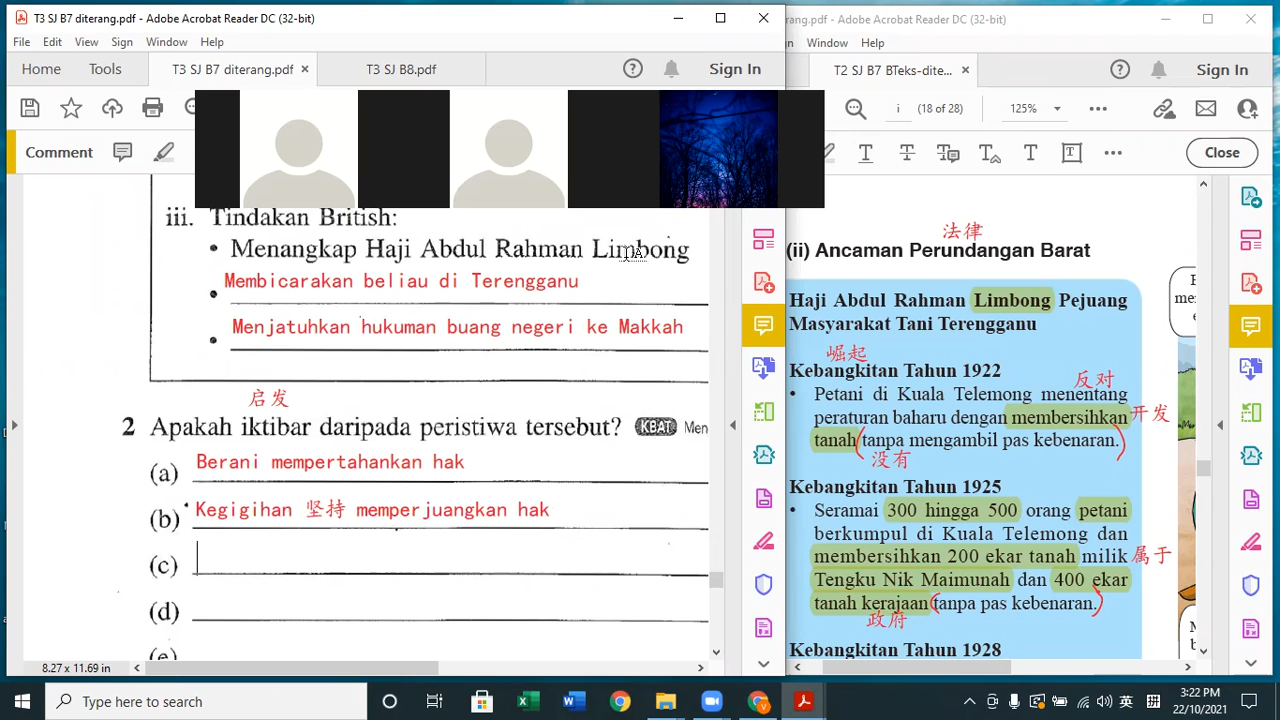 T3 SJ B7 diterang.pdf - Adobe Acrobat Reader DC (32-bit)
File Edit View Sign Window Help
Home Tools T3 SJ B7 diterang.pdf × T3 SJ B8.pdf Sign In
Comment
iii. Tindakan British:
• Menangkap Haji Abdul Rahman Limbong
• Membicarakan beliau di Terengganu
• Menjatuhkan hukuman buang negeri ke Makkah
启发
2 Apakah iktibar daripada peristiwa tersebut? KBAT Men
(a) Berani mempertahankan hak
(b) Kegigihan 坚持 memperjuangkan hak
(c)
(d)
(e)
8.27 x 11.69 in
rang.pdf - Adobe Acrobat Reader DC (32-bit)
n Window Help
T2 SJ B7 BTeks-dite... × Sign In
i (18 of 28) 125%
Close
法律
(ii) Ancaman Perundangan Barat
Haji Abdul Rahman Limbong Pejuang
Masyarakat Tani Terengganu
崛起
Kebangkitan Tahun 1922
反对
• Petani di Kuala Telemong menentang
peraturan baharu dengan membersihkan 开发
tanah (tanpa mengambil pas kebenaran.)
没有
Kebangkitan Tahun 1925
• Seramai 300 hingga 500 orang petani
berkumpul di Kuala Telemong dan
membersihkan 200 ekar tanah milik 属于
Tengku Nik Maimunah dan 400 ekar
tanah kerajaan (tanpa pas kebenaran.)
政府
Kebangkitan Tahun 1928
Type here to search
英
拼
3:22 PM
22/10/2021